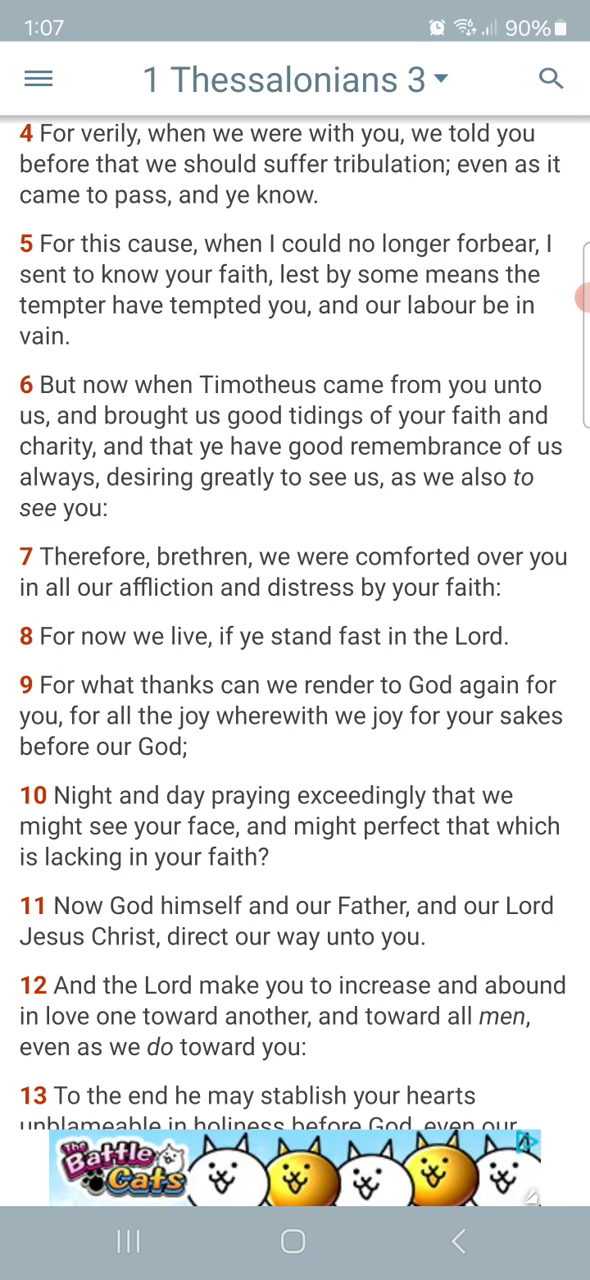 1:07
90%
1 Thessalonians 3
4 For verily, when we were with you, we told you
before that we should suffer tribulation; even as it
came to pass, and ye know.
5 For this cause, when I could no longer forbear, I
sent to know your faith, lest by some means the
tempter have tempted you, and our labour be in
vain.
6 But now when Timotheus came from you unto
us, and brought us good tidings of your faith and
charity, and that ye have good remembrance of us
always, desiring greatly to see us, as we also to
see you:
7 Therefore, brethren, we were comforted over you
in all our affliction and distress by your faith:
8 For now we live, if ye stand fast in the Lord.
9 For what thanks can we render to God again for
you, for all the joy wherewith we joy for your sakes
before our God;
10 Night and day praying exceedingly that we
might see your face, and might perfect that which
is lacking in your faith?
11 Now God himself and our Father, and our Lord
Jesus Christ, direct our way unto you.
12 And the Lord make you to increase and abound
in love one toward another, and toward all men,
even as we do toward you:
13 To the end he may stablish your hearts
unblameable in holiness before God, even our
The
Battle
Cats